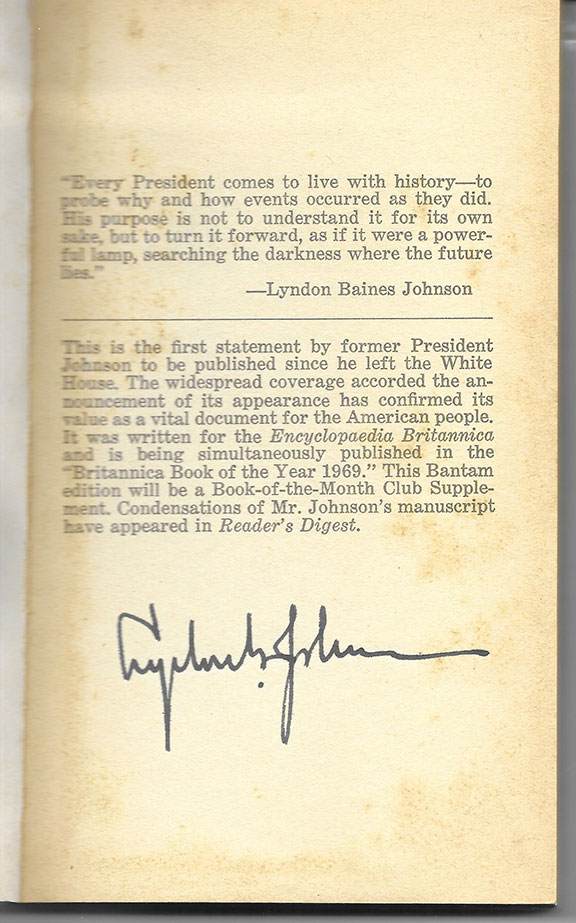 “Every President comes to live with history—to
probe why and how events occurred as they did.
His purpose is not to understand it for its own
sake, but to turn it forward, as if it were a power-
ful lamp, searching the darkness where the future
lies.”
—Lyndon Baines Johnson
This is the first statement by former President
Johnson to be published since he left the White
House. The widespread coverage accorded the an-
nouncement of its appearance has confirmed its
value as a vital document for the American people.
It was written for the Encyclopaedia Britannica
and is being simultaneously published in the
“Britannica Book of the Year 1969.” This Bantam
edition will be a Book-of-the-Month Club Supple-
ment. Condensations of Mr. Johnson’s manuscript
have appeared in Reader’s Digest.
Lyndon B. Johnson